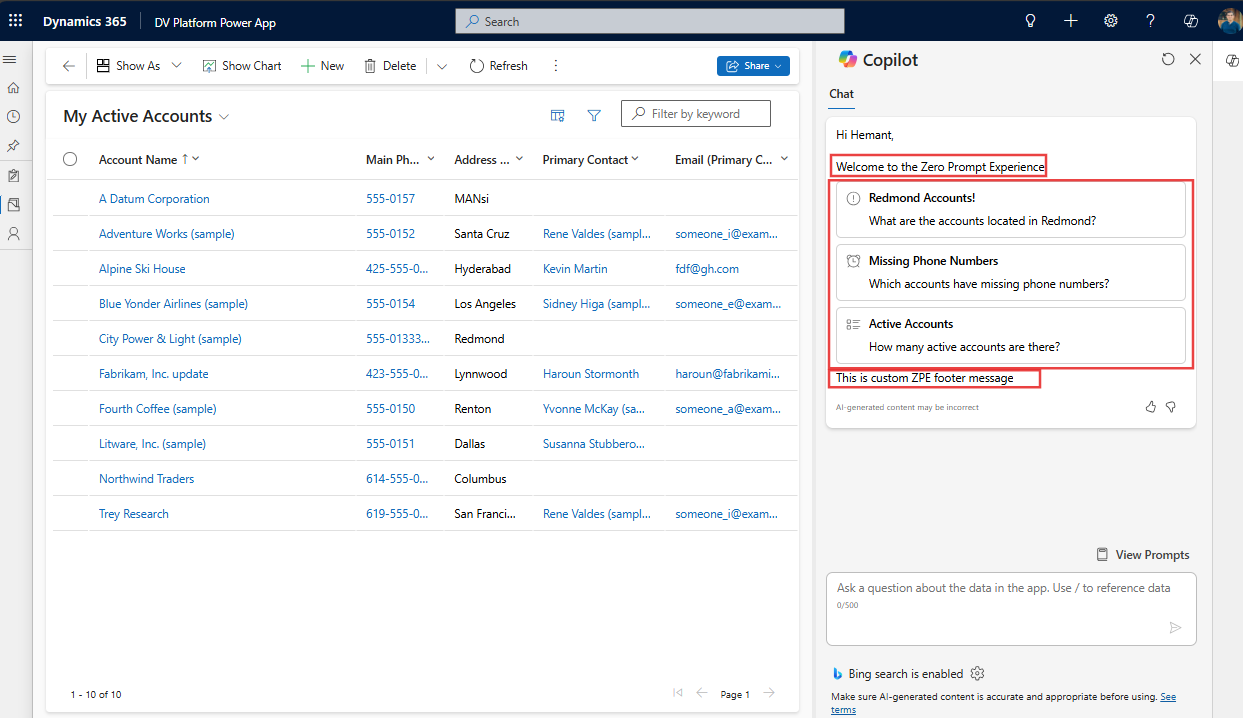 Dynamics 365 DV Platform Power App Search
Show As Show Chart New Delete Refresh Share
My Active Accounts Filter by keyword
Account Name Main Ph... Address ... Primary Contact Email (Primary C...
A Datum Corporation 555-0157 MANsi
Adventure Works (sample) 555-0152 Santa Cruz Rene Valdes (sampl... someone_i@exam...
Alpine Ski House 425-555-0... Hyderabad Kevin Martin fdf@gh.com
Blue Yonder Airlines (sample) 555-0154 Los Angeles Sidney Higa (sampl... someone_e@exam...
City Power & Light (sample) 555-01333... Redmond
Fabrikam, Inc. update 423-555-0... Lynnwood Haroun Stormonth haroun@fabrikami...
Fourth Coffee (sample) 555-0150 Renton Yvonne McKay (sa... someone_a@exam...
Litware, Inc. (sample) 555-0151 Dallas Susanna Stubbero...
Northwind Traders 614-555-0... Columbus
Trey Research 619-555-0... San Franci... Rene Valdes (sampl... someone_i@exam...
1 - 10 of 10 Page 1
Copilot
Chat
Hi Hemant,
Welcome to the Zero Prompt Experience
Redmond Accounts!
What are the accounts located in Redmond?
Missing Phone Numbers
Which accounts have missing phone numbers?
Active Accounts
How many active accounts are there?
This is custom ZPE footer message
AI-generated content may be incorrect
View Prompts
Ask a question about the data in the app. Use / to reference data
0/500
Bing search is enabled
Make sure AI-generated content is accurate and appropriate before using. See
terms